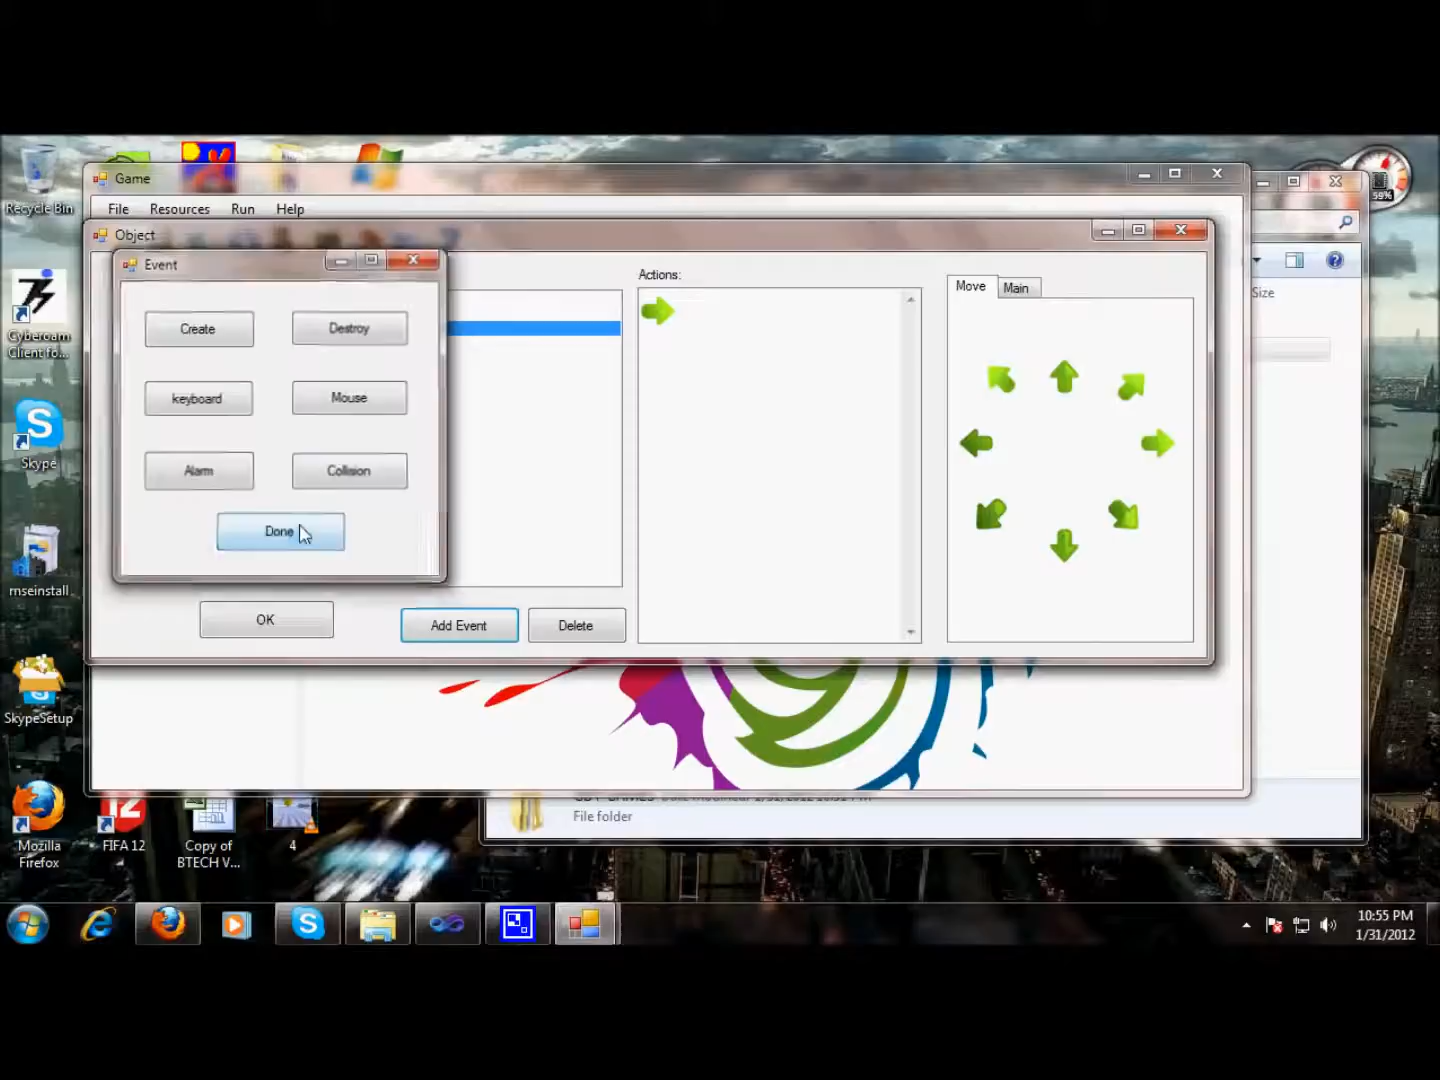 Recycle Bin
Game
File Resources Run Help
Object
Size
Event
Create Destroy
keyboard Mouse
Alarm Collision
Done
OK
Add Event Delete
Actions:
Move Main
59%
Cyberoam
Client fo...
Skype
mseinstall
SkypeSetup
Mozilla
Firefox
FIFA 12
Copy of
BTECH V...
4
File folder
10:55 PM
1/31/2012